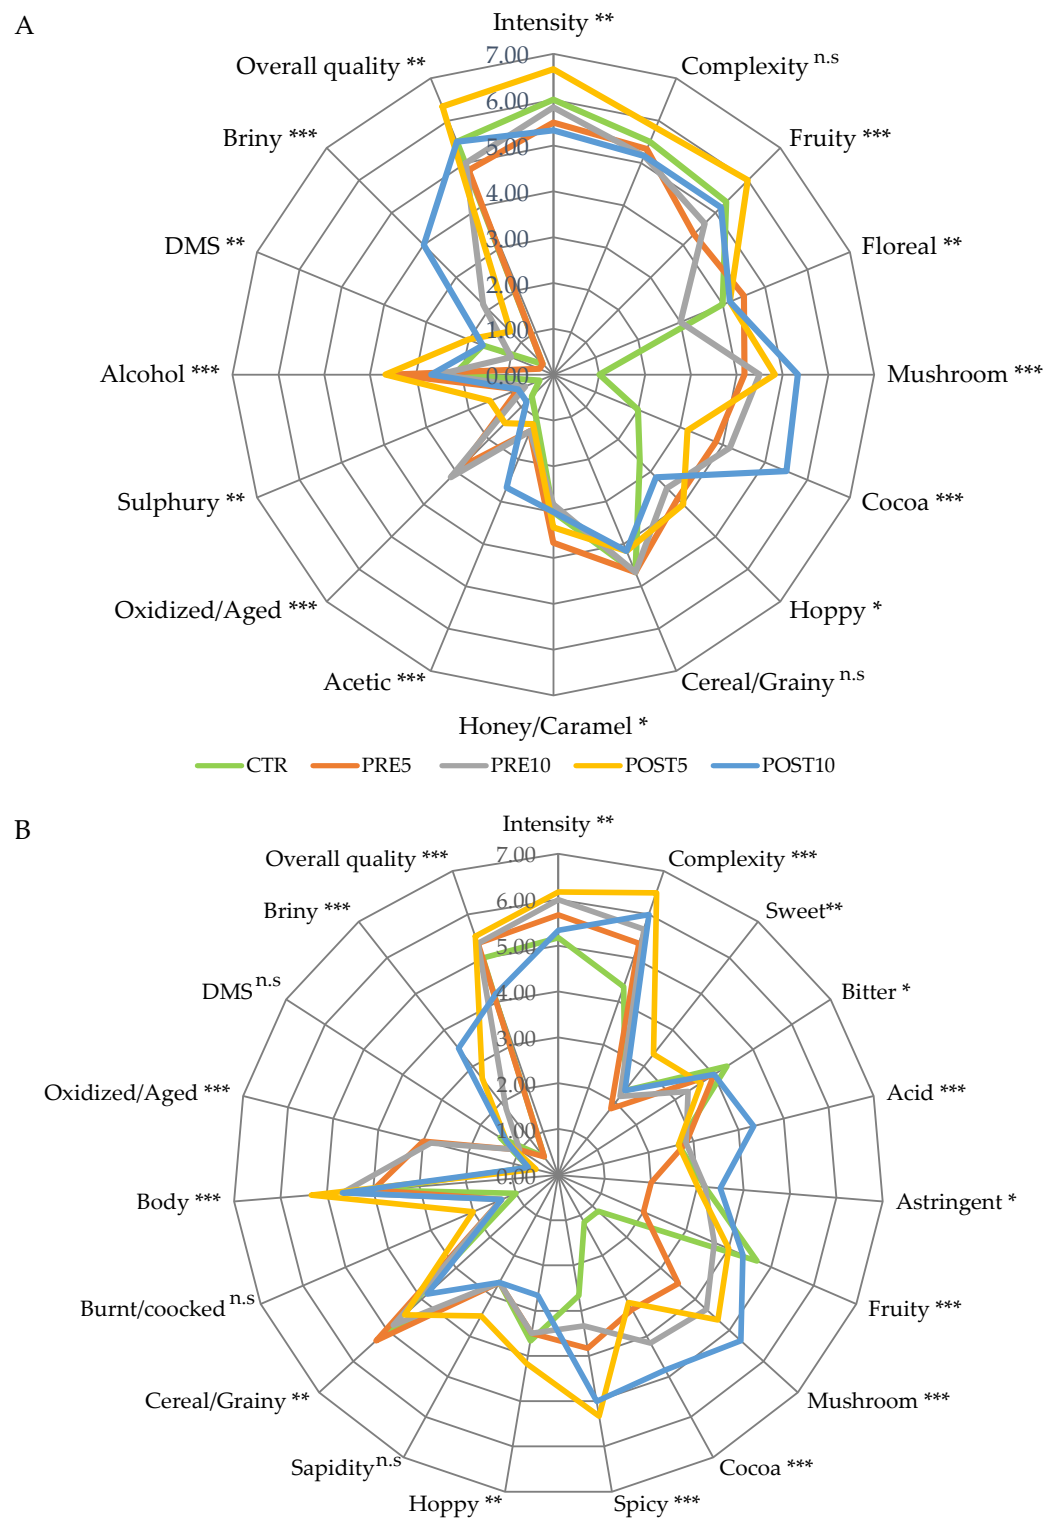 A
Intensity **
Overall quality **
Complexity n.s
7.00
6.00
Briny ***
Fruity ***
5.00
4.00
DMS **
Floreal **
3.00
2.00
1.00
Alcohol ***
0.00
Mushroom ***
Sulphury **
Cocoa ***
Oxidized/Aged ***
Hoppy *
Acetic ***
Cereal/Grainy n.s
Honey/Caramel *
CTR PRE5 PRE10 POST5 POST10
B
Intensity **
Overall quality ***
Complexity ***
7.00
Briny ***
Sweet**
6.00
5.00
DMS n.s
Bitter *
4.00
3.00
Oxidized/Aged ***
Acid ***
2.00
1.00
0.00
Body ***
Astringent *
Burnt/coocked n.s
Fruity ***
Cereal/Grainy **
Mushroom ***
Sapidity n.s
Cocoa ***
Hoppy **
Spicy ***